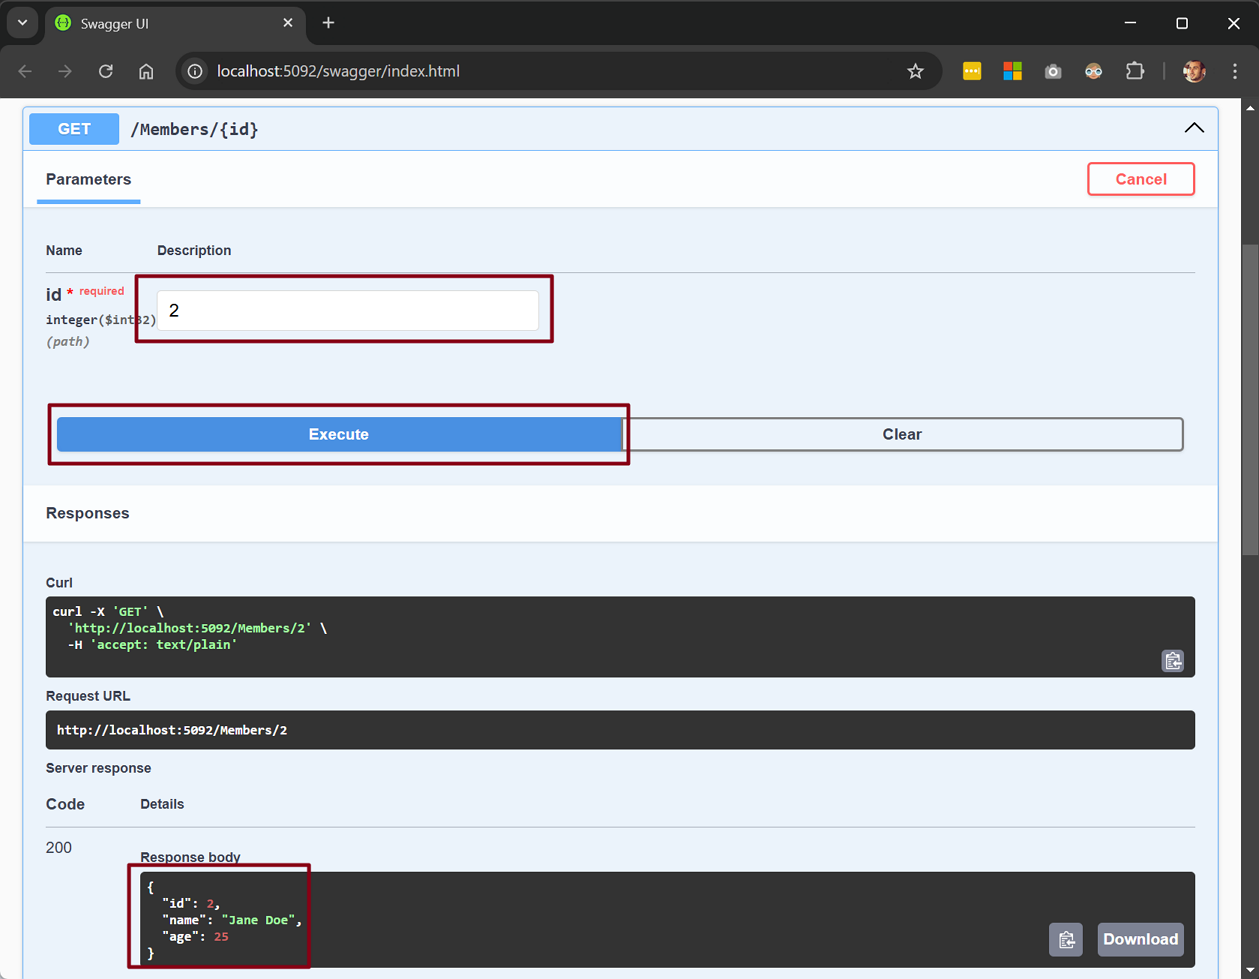 Swagger UI
localhost:5092/swagger/index.html
GET /Members/{id}
Parameters Cancel
Name Description
id * required
integer($int32)
(path)
2
Execute Clear
Responses
Curl
curl -X 'GET' \
'http://localhost:5092/Members/2' \
-H 'accept: text/plain'
Request URL
http://localhost:5092/Members/2
Server response
Code Details
200
Response body
{
"id": 2,
"name": "Jane Doe",
"age": 25
}
Download